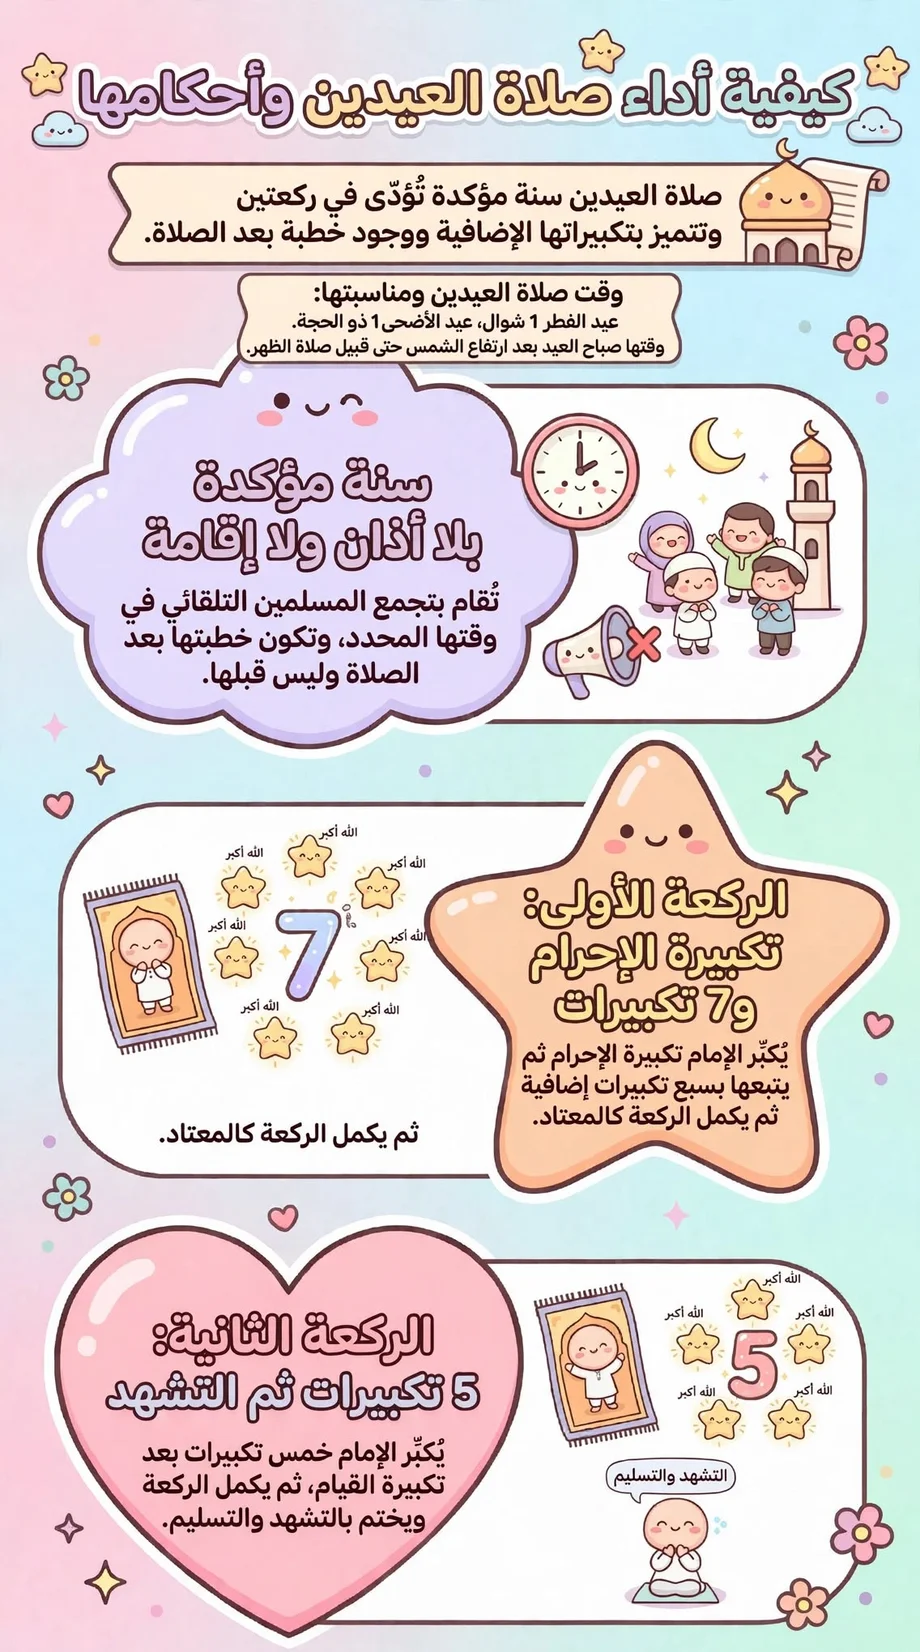 كيفية أداء صلاة العيدين وأحكامها
صلاة العيدين سنة مؤكدة تُؤدّى في ركعتين
وتتميز بتكبيراتها الإضافية ووجود خطبة بعد الصلاة.
وقت صلاة العيدين ومناسبتها:
عيد الفطر 1 شوال، عيد الأضحى1 ذو الحجة.
وقتها صباح العيد بعد ارتفاع الشمس حتى قبيل صلاة الظهر.
سنة مؤكدة
بلا أذان ولا إقامة
تُقام بتجمع المسلمين التلقائي في
وقتها المحدد، وتكون خطبتها بعد
الصلاة وليس قبلها.
الركعة الأولى:
تكبيرة الإحرام
و7 تكبيرات
يُكبِّر الإمام تكبيرة الإحرام ثم
يتبعها بسبع تكبيرات إضافية
ثم يكمل الركعة كالمعتاد.
الله أكبر
الله أكبر
الله أكبر
الله أكبر
الله أكبر
الله أكبر
الله أكبر
7
ثم يكمل الركعة كالمعتاد.
الركعة الثانية:
5 تكبيرات ثم التشهد
يُكبِّر الإمام خمس تكبيرات بعد
تكبيرة القيام، ثم يكمل الركعة
ويختم بالتشهد والتسليم.
الله أكبر
الله أكبر
الله أكبر
الله أكبر
الله أكبر
5
التشهد والتسليم